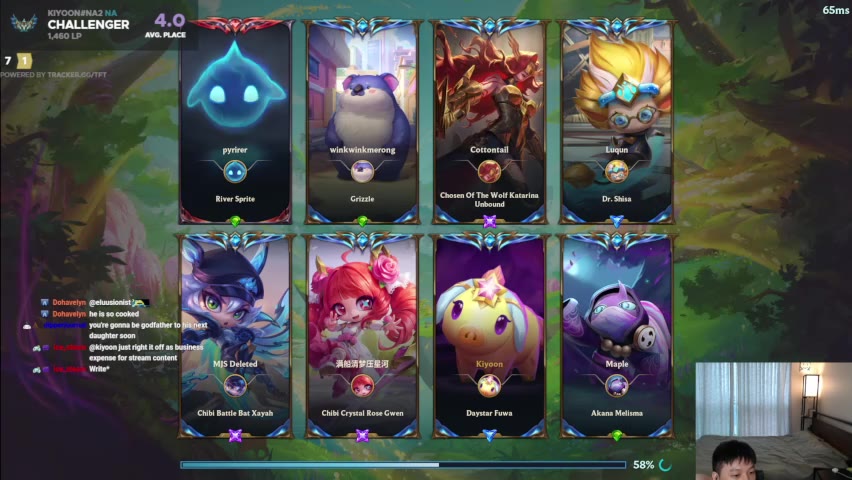 KIYOON#NA2 NA
CHALLENGER
1,460 LP
4.0
AVG. PLACE
7 1
POWERED BY TRACKER.GG/TFT
65ms
pyrirer
River Sprite
winkwinkmerong
Grizzle
Cottontail
Chosen Of The Wolf Katarina
Unbound
Luqun
Dr. Shisa
MJS Deleted
Chibi Battle Bat Xayah
满船清梦压星河
Chibi Crystal Rose Gwen
Kiyoon
Daystar Fuwa
Maple
Akana Melisma
Dohavelyn @eluusionist
Dohavelyn he is so cooked
you're gonna be godfather to his next
daughter soon
@kiyoon just right it off as business
expense for stream content
Write*
58%